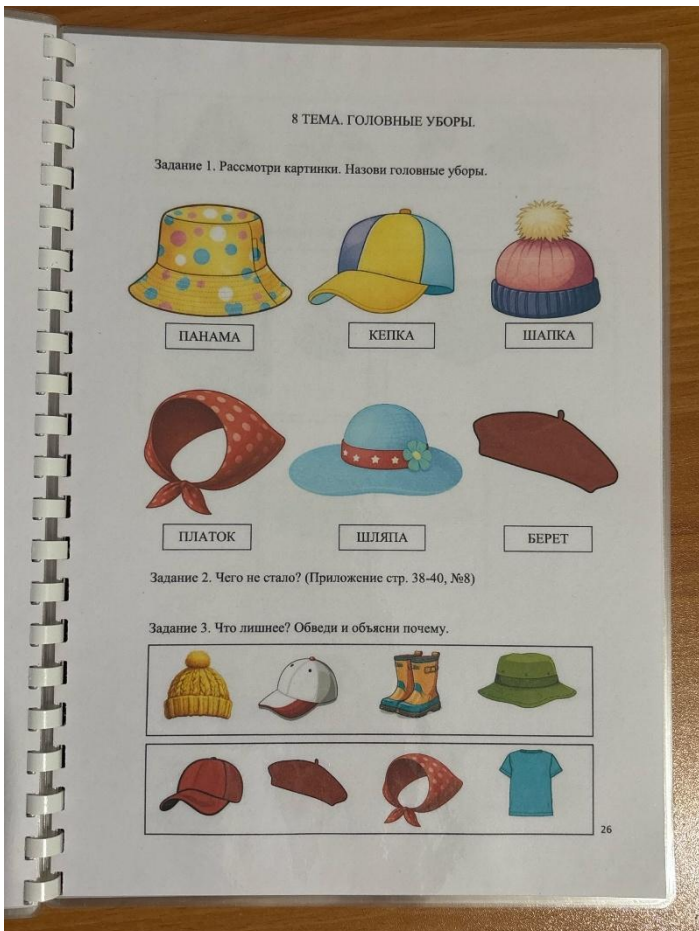 8 ТЕМА. ГОЛОВНЫЕ УБОРЫ.
Задание 1. Рассмотри картинки. Назови головные уборы.
ПАНАМА
КЕПКА
ШАПКА
ПЛАТОК
ШЛЯПА
БЕРЕТ
Задание 2. Чего не стало? (Приложение стр. 38-40, №8)
Задание 3. Что лишнее? Обведи и объясни почему.
26